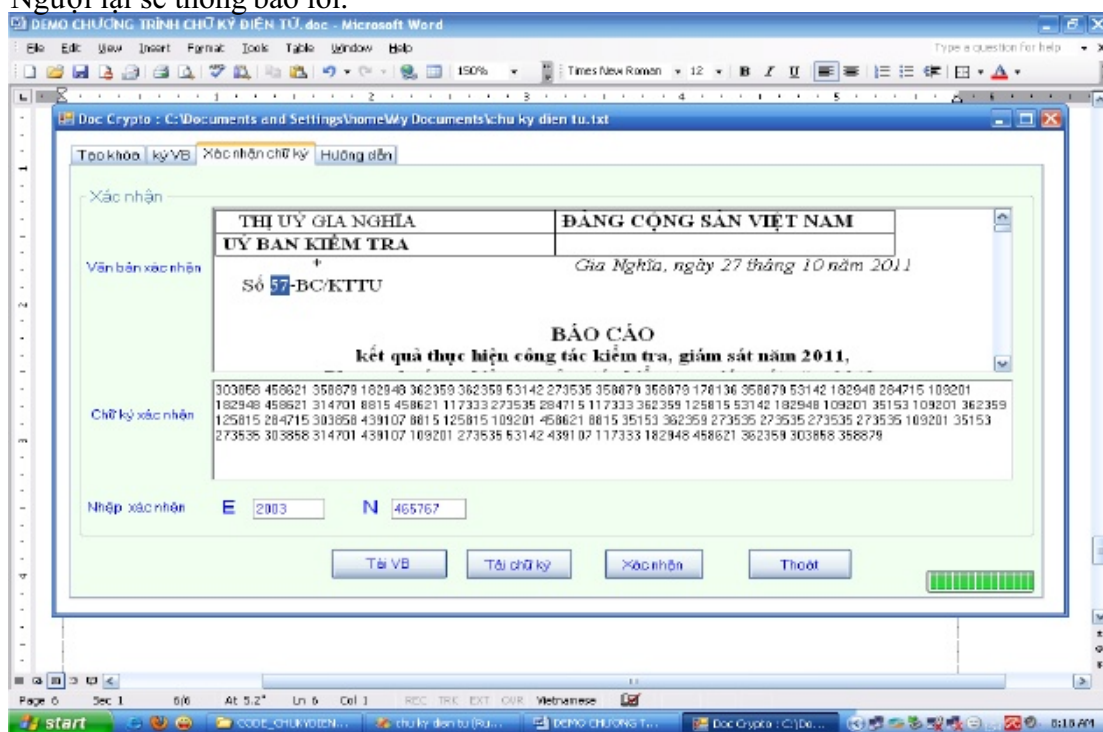 Ngược lại sẽ thông báo lỗi.
DEMO CHƯƠNG TRÌNH CHỮ KÝ ĐIỆN TỬ.doc - Microsoft Word
File Edit View Insert Format Tools Table Window Help Type a question for help
150% Times New Roman 12 B I U
Doc Crypto : C:\Documents and Settings\home\My Documents\chu ky dien tu.txt
Tạo khóa ký VB Xác nhận chữ ký Hướng dẫn
Xác nhận
THỊ UỶ GIA NGHĨA ĐẢNG CỘNG SẢN VIỆT NAM
UỶ BAN KIỂM TRA
*
Văn bản xác nhận Gia Nghĩa, ngày 27 tháng 10 năm 2011
Số 57-BC/KTTU
BÁO CÁO
kết quả thực hiện công tác kiểm tra, giám sát năm 2011,
303858 458621 358879 182948 362359 362359 53142 273535 358879 358879 178136 358879 53142 182948 284715 109201
182948 458621 314701 8815 458621 117333 273535 284715 117333 362359 125815 53142 182948 109201 35153 109201 362359
Chữ ký xác nhận
125815 284715 303858 439107 8815 125815 109201 458621 8815 35153 362359 273535 273535 273535 273535 109201 35153
273535 303858 314701 439107 109201 273535 53142 439107 117333 182948 458621 362359 303858 358879
Nhập xác nhận E 2003 N 465767
Tải VB Tải chữ ký Xác nhận Thoát
Page 6 Sec 1 6/6 At 5.2" Ln 6 Col 1 REC TRK EXT OVR Vietnamese
start CODE_CHUKYDIEN... chu ky dien tu (Ru... DEMO CHƯƠNG T... Doc Crypto : C:\Do... 8:18 AM